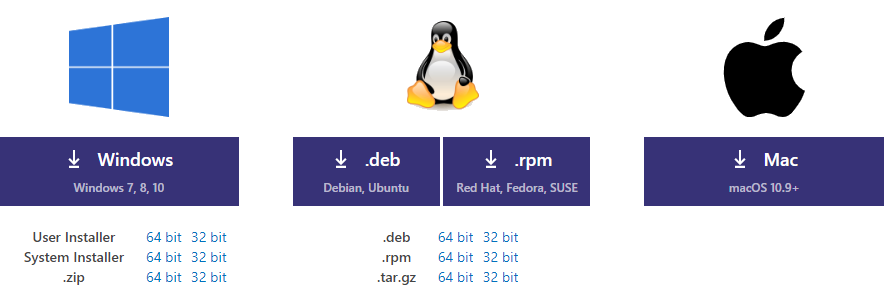 Windows
Windows 7, 8, 10
.deb
Debian, Ubuntu
.rpm
Red Hat, Fedora, SUSE
Mac
macOS 10.9+
User Installer 64 bit 32 bit
System Installer 64 bit 32 bit
.zip 64 bit 32 bit
.deb 64 bit 32 bit
.rpm 64 bit 32 bit
.tar.gz 64 bit 32 bit